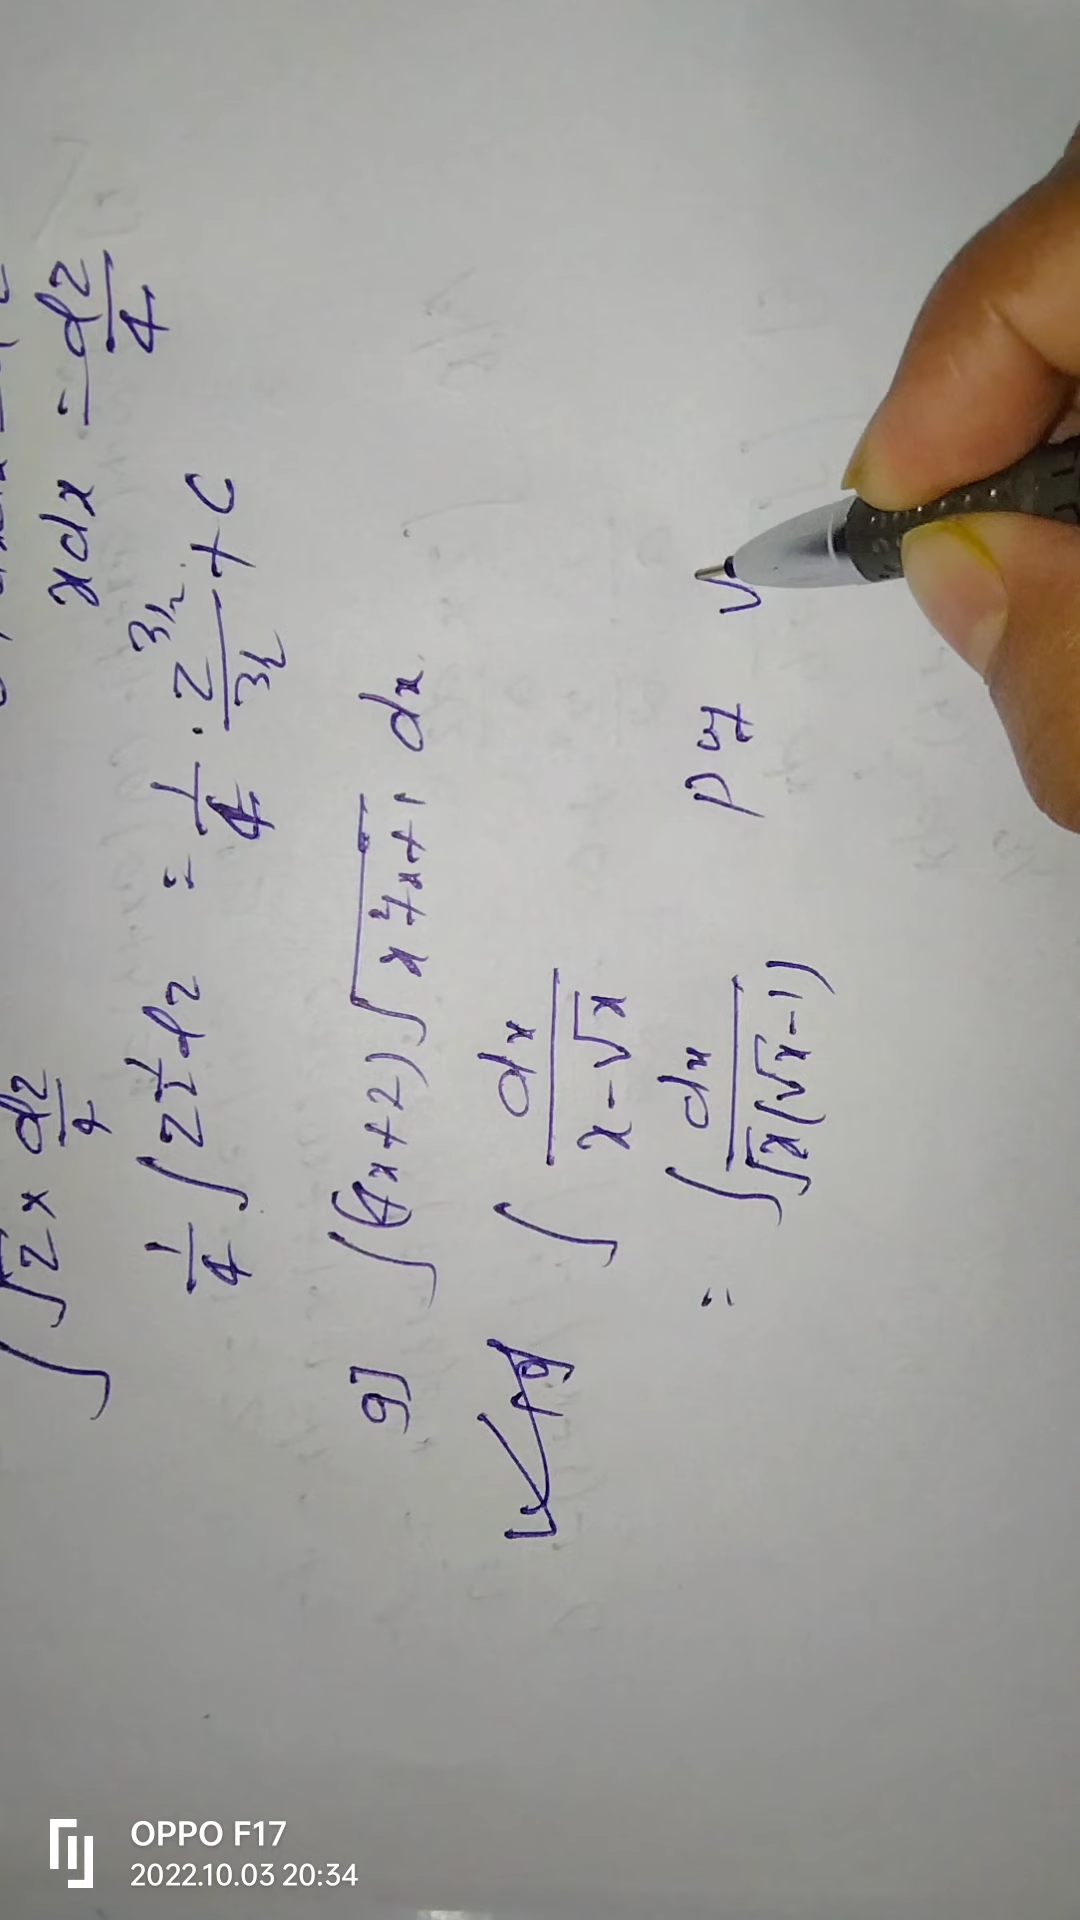 xdx = dz/4
∫√z x dz/4
1/4 ∫ z^1/2 dz = 1/4 · z^3/2 / 3/2 + C
9] ∫(4x+2)√x²+x+1 dx
∫ dx / x-√x
= ∫ dx / √x(√x-1) put √
OPPO F17
2022.10.03 20:34